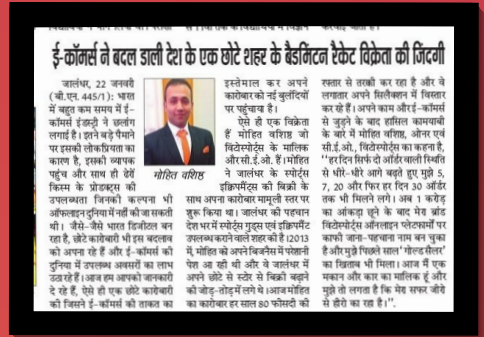 ई-कॉमर्स ने बदल डाली देश के एक छोटे शहर के बैडमिंटन रैकेट विक्रेता की जिंदगी
जालंधर, 22 जनवरी
(बी.एन. 445/1): भारत
में बहुत कम समय में ई-
कॉमर्स इंडस्ट्री ने छलांग
लगाई है। इतने बड़े पैमाने
पर इसकी लोकप्रियता का
कारण है, इसकी व्यापक
पहुंच और साथ ही ढेरों
किस्म के प्रोडक्ट्स की
उपलब्धता जिनकी कल्पना भी
ऑफलाइन दुनिया में नहीं की जा सकती
थी। जैसे-जैसे भारत डिजीटल बन
रहा है, छोटे कारोबारी भी इस बदलाव
को अपना रहे हैं और ई-कॉमर्स की
दुनिया में उपलब्ध अवसरों का लाभ
उठा रहे हैं। आज हम आपको जानकारी
दे रहे हैं, ऐसे ही एक छोटे कारोबारी
की जिसने ई-कॉमर्स की ताकत का
मोहित वशिष्ठ
इस्तेमाल कर अपने
कारोबार को नई बुलंदियों
पर पहुंचाया है।
ऐसे ही एक विक्रेता
हैं मोहित वशिष्ठ जो
विटोस्पोर्ट्स के मालिक
और सी.ई.ओ. हैं। मोहित
ने जालंधर के स्पोर्ट्स
इक्विपमैंट्स की बिक्री के
साथ अपना कारोबार मामूली स्तर पर
शुरू किया था। जालंधर की पहचान
देश भर में स्पोर्ट्स गुड्स एवं इक्विपमैंट
उपलब्ध कराने वाले शहर की है। 2013
में, मोहित को अपने बिजनैस में परेशानी
पेश आ रही थी और वे जालंधर में
अपने छोटे से स्टोर से बिक्री बढ़ाने
की जोड़-तोड़ में लगे थे। आज मोहित
का कारोबार हर साल 80 फीसदी की
रफ्तार से तरक्की कर रहा है और वे
लगातार अपने सिलैक्शन में विस्तार
कर रहे हैं। अपने काम और ई-कॉमर्स
से जुड़ने के बाद हासिल कामयाबी
के बारे में मोहित वशिष्ठ, ओनर एवं
सी.ई.ओ., विटोस्पोर्ट्स का कहना है,
''हर दिन सिर्फ दो ऑर्डर वाली स्थिति
से धीरे-धीरे आगे बढ़ते हुए मुझे 5,
7, 20 और फिर हर दिन 30 ऑर्डर
तक भी मिलने लगे। अब 1 करोड़
का आंकड़ा छूने के बाद मेरा ब्रांड
विटोस्पोर्ट्स ऑनलाइन प्लेटफार्मों पर
काफी जाना-पहचाना नाम बन चुका
है और मुझे पिछले साल 'गोल्ड सैलर'
का खिताब भी मिला। आज मैं एक
मकान और कार का मालिक हूं और
मुझे तो लगता है कि मेरा सफर जीरो
से हीरो का रहा है।''.